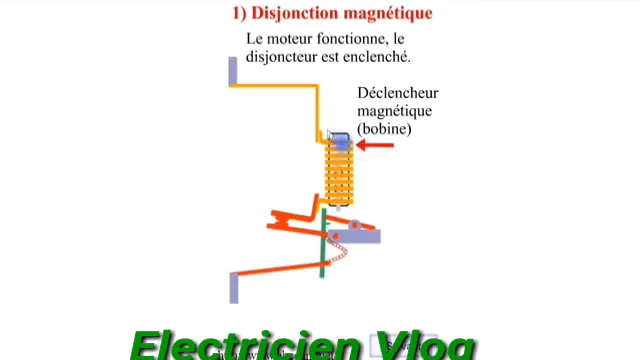 1) Disjonction magnétique
Le moteur fonctionne, le
disjoncteur est enclenché.
Déclencheur
magnétique
(bobine)
Electricien Vlog